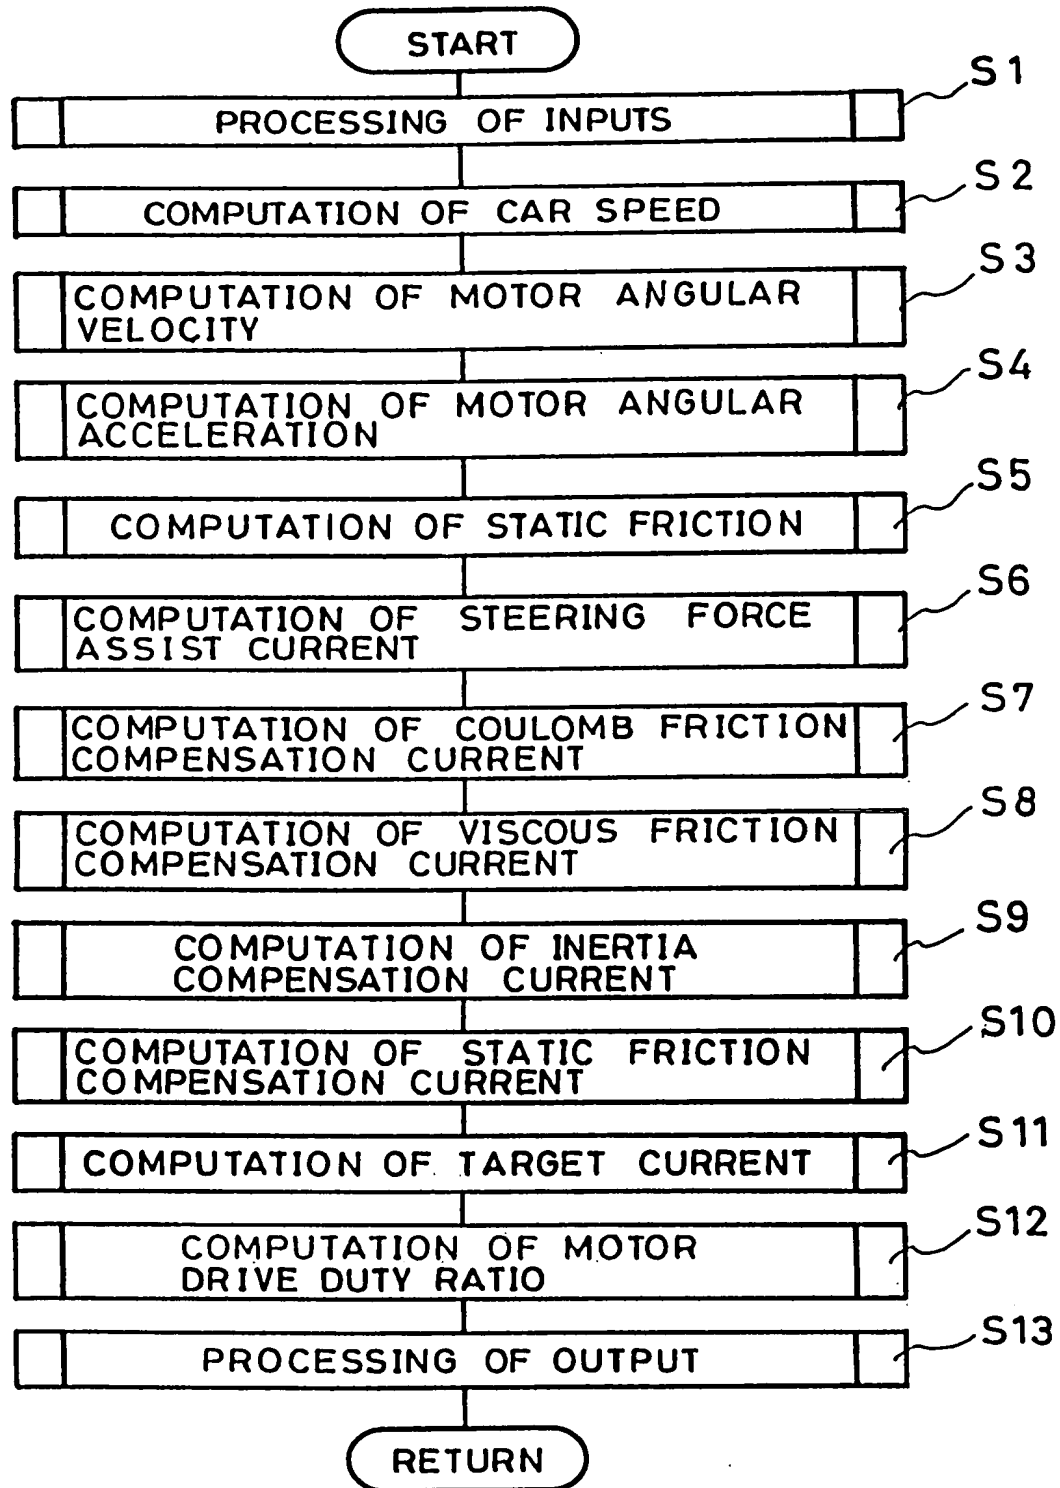 START
S1
PROCESSING OF INPUTS
S2
COMPUTATION OF CAR SPEED
S3
COMPUTATION OF MOTOR ANGULAR
VELOCITY
S4
COMPUTATION OF MOTOR ANGULAR
ACCELERATION
S5
COMPUTATION OF STATIC FRICTION
S6
COMPUTATION OF STEERING FORCE
ASSIST CURRENT
S7
COMPUTATION OF COULOMB FRICTION
COMPENSATION CURRENT
S8
COMPUTATION OF VISCOUS FRICTION
COMPENSATION CURRENT
S9
COMPUTATION OF INERTIA
COMPENSATION CURRENT
S10
COMPUTATION OF STATIC FRICTION
COMPENSATION CURRENT
S11
COMPUTATION OF TARGET CURRENT
S12
COMPUTATION OF MOTOR
DRIVE DUTY RATIO
S13
PROCESSING OF OUTPUT
RETURN